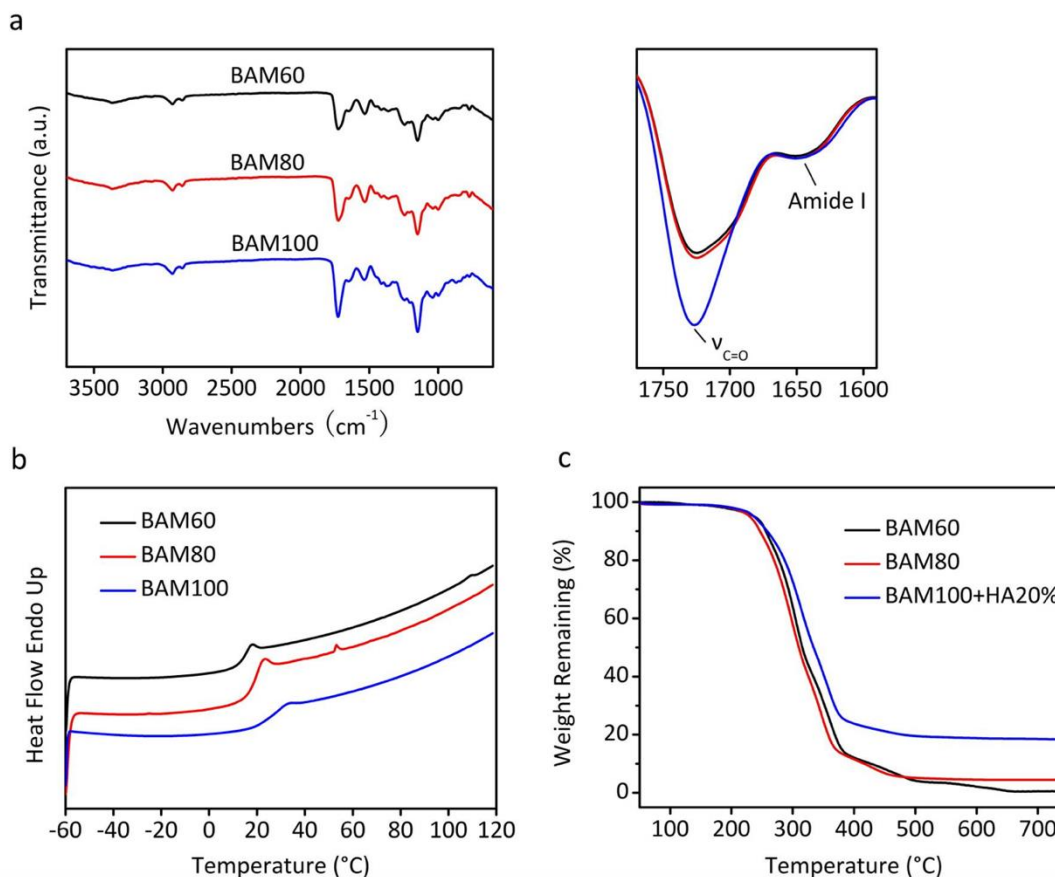 a
BAM60
BAM80
BAM100
Transmittance (a.u.)
3500 3000 2500 2000 1500 1000
Wavenumbers (cm-1)
Amide I
νC=O
1750 1700 1650 1600
b
BAM60
BAM80
BAM100
Heat Flow Endo Up
-60 -40 -20 0 20 40 60 80 100 120
Temperature (°C)
c
100
80
60
40
20
0
BAM60
BAM80
BAM100+HA20%
Weight Remaining (%)
100 200 300 400 500 600 700
Temperature (°C)